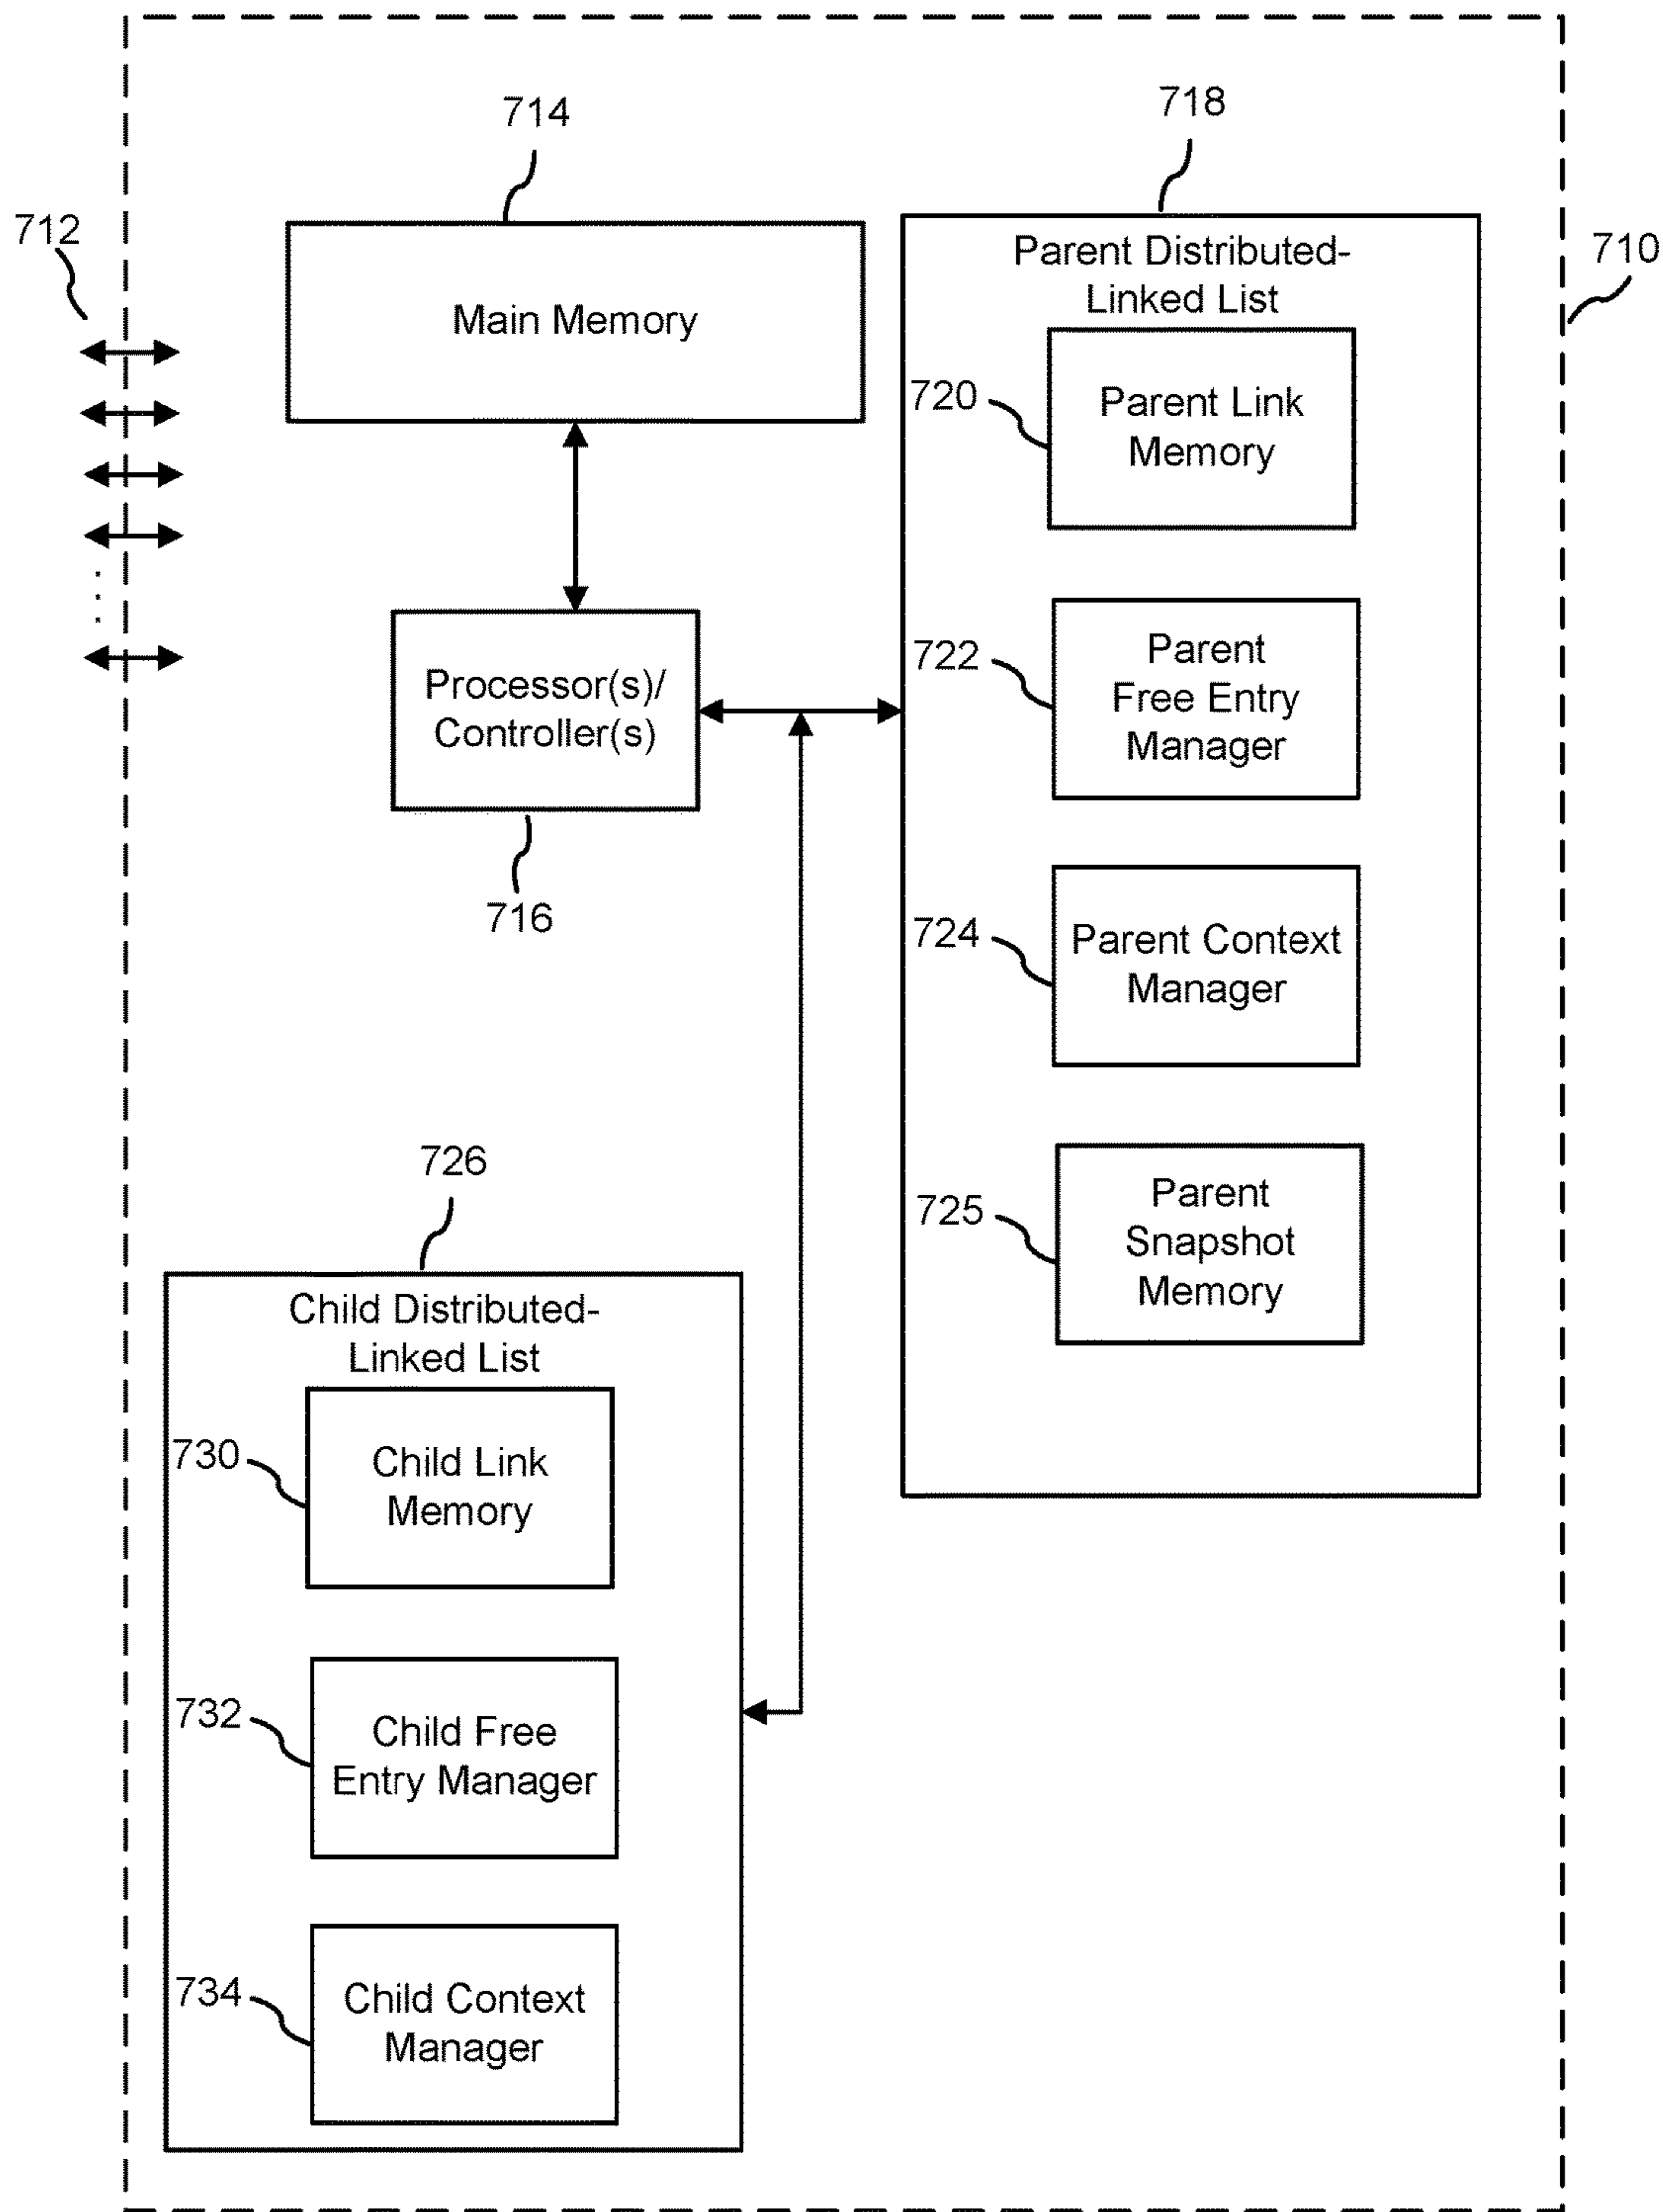 714
718
712
710
Main Memory
Parent Distributed-
Linked List
720
Parent Link
Memory
Processor(s)/
Controller(s)
716
722
Parent
Free Entry
Manager
724
Parent Context
Manager
725
Parent
Snapshot
Memory
726
Child Distributed-
Linked List
730
Child Link
Memory
732
Child Free
Entry Manager
734
Child Context
Manager